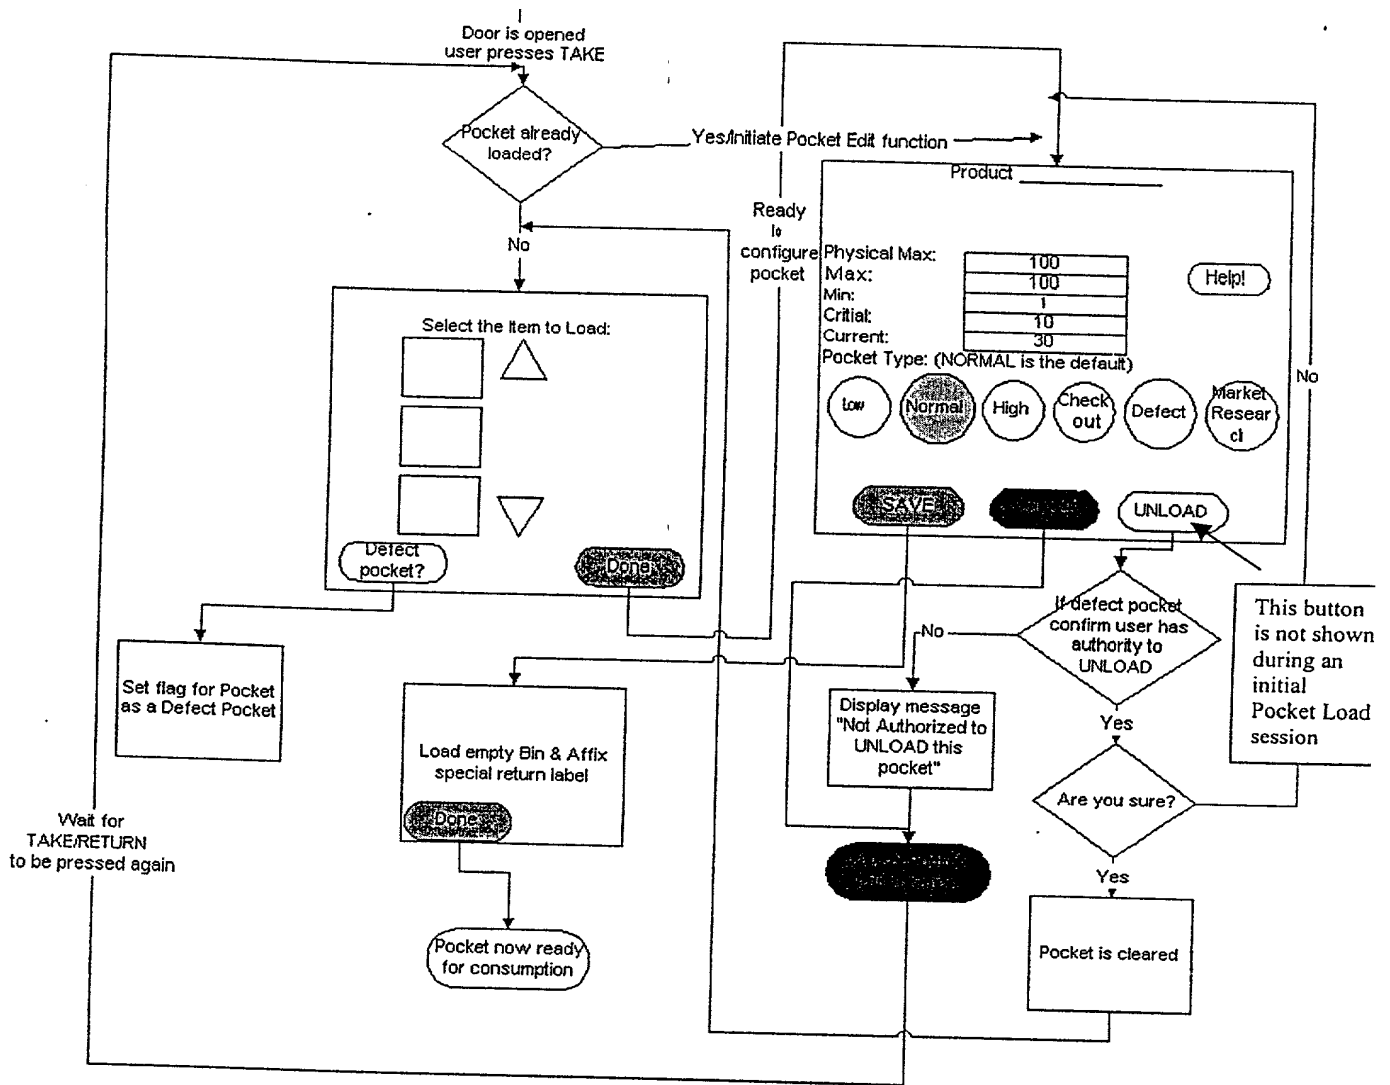 Door is opened
user presses TAKE
Pocket already
loaded?
Yes/Initiate Pocket Edit function
No
Ready
to
configure
pocket
Product
Physical Max:
100
Max:
100
Min:
1
Critial:
10
Current:
30
Help!
Pocket Type: (NORMAL is the default)
Low
Normal
High
Check
out
Defect
Market
Resear
ch
SAVE
UNLOAD
No
Select the Item to Load:
Defect
pocket?
Done
Set flag for Pocket
as a Defect Pocket
Load empty Bin & Affix
special return label
Done
Pocket now ready
for consumption
If defect pocket
confirm user has
authority to
UNLOAD
No
Display message
"Not Authorized to
UNLOAD this
pocket"
Yes
Are you sure?
Yes
Pocket is cleared
This button
is not shown
during an
initial
Pocket Load
session
Wait for
TAKE/RETURN
to be pressed again